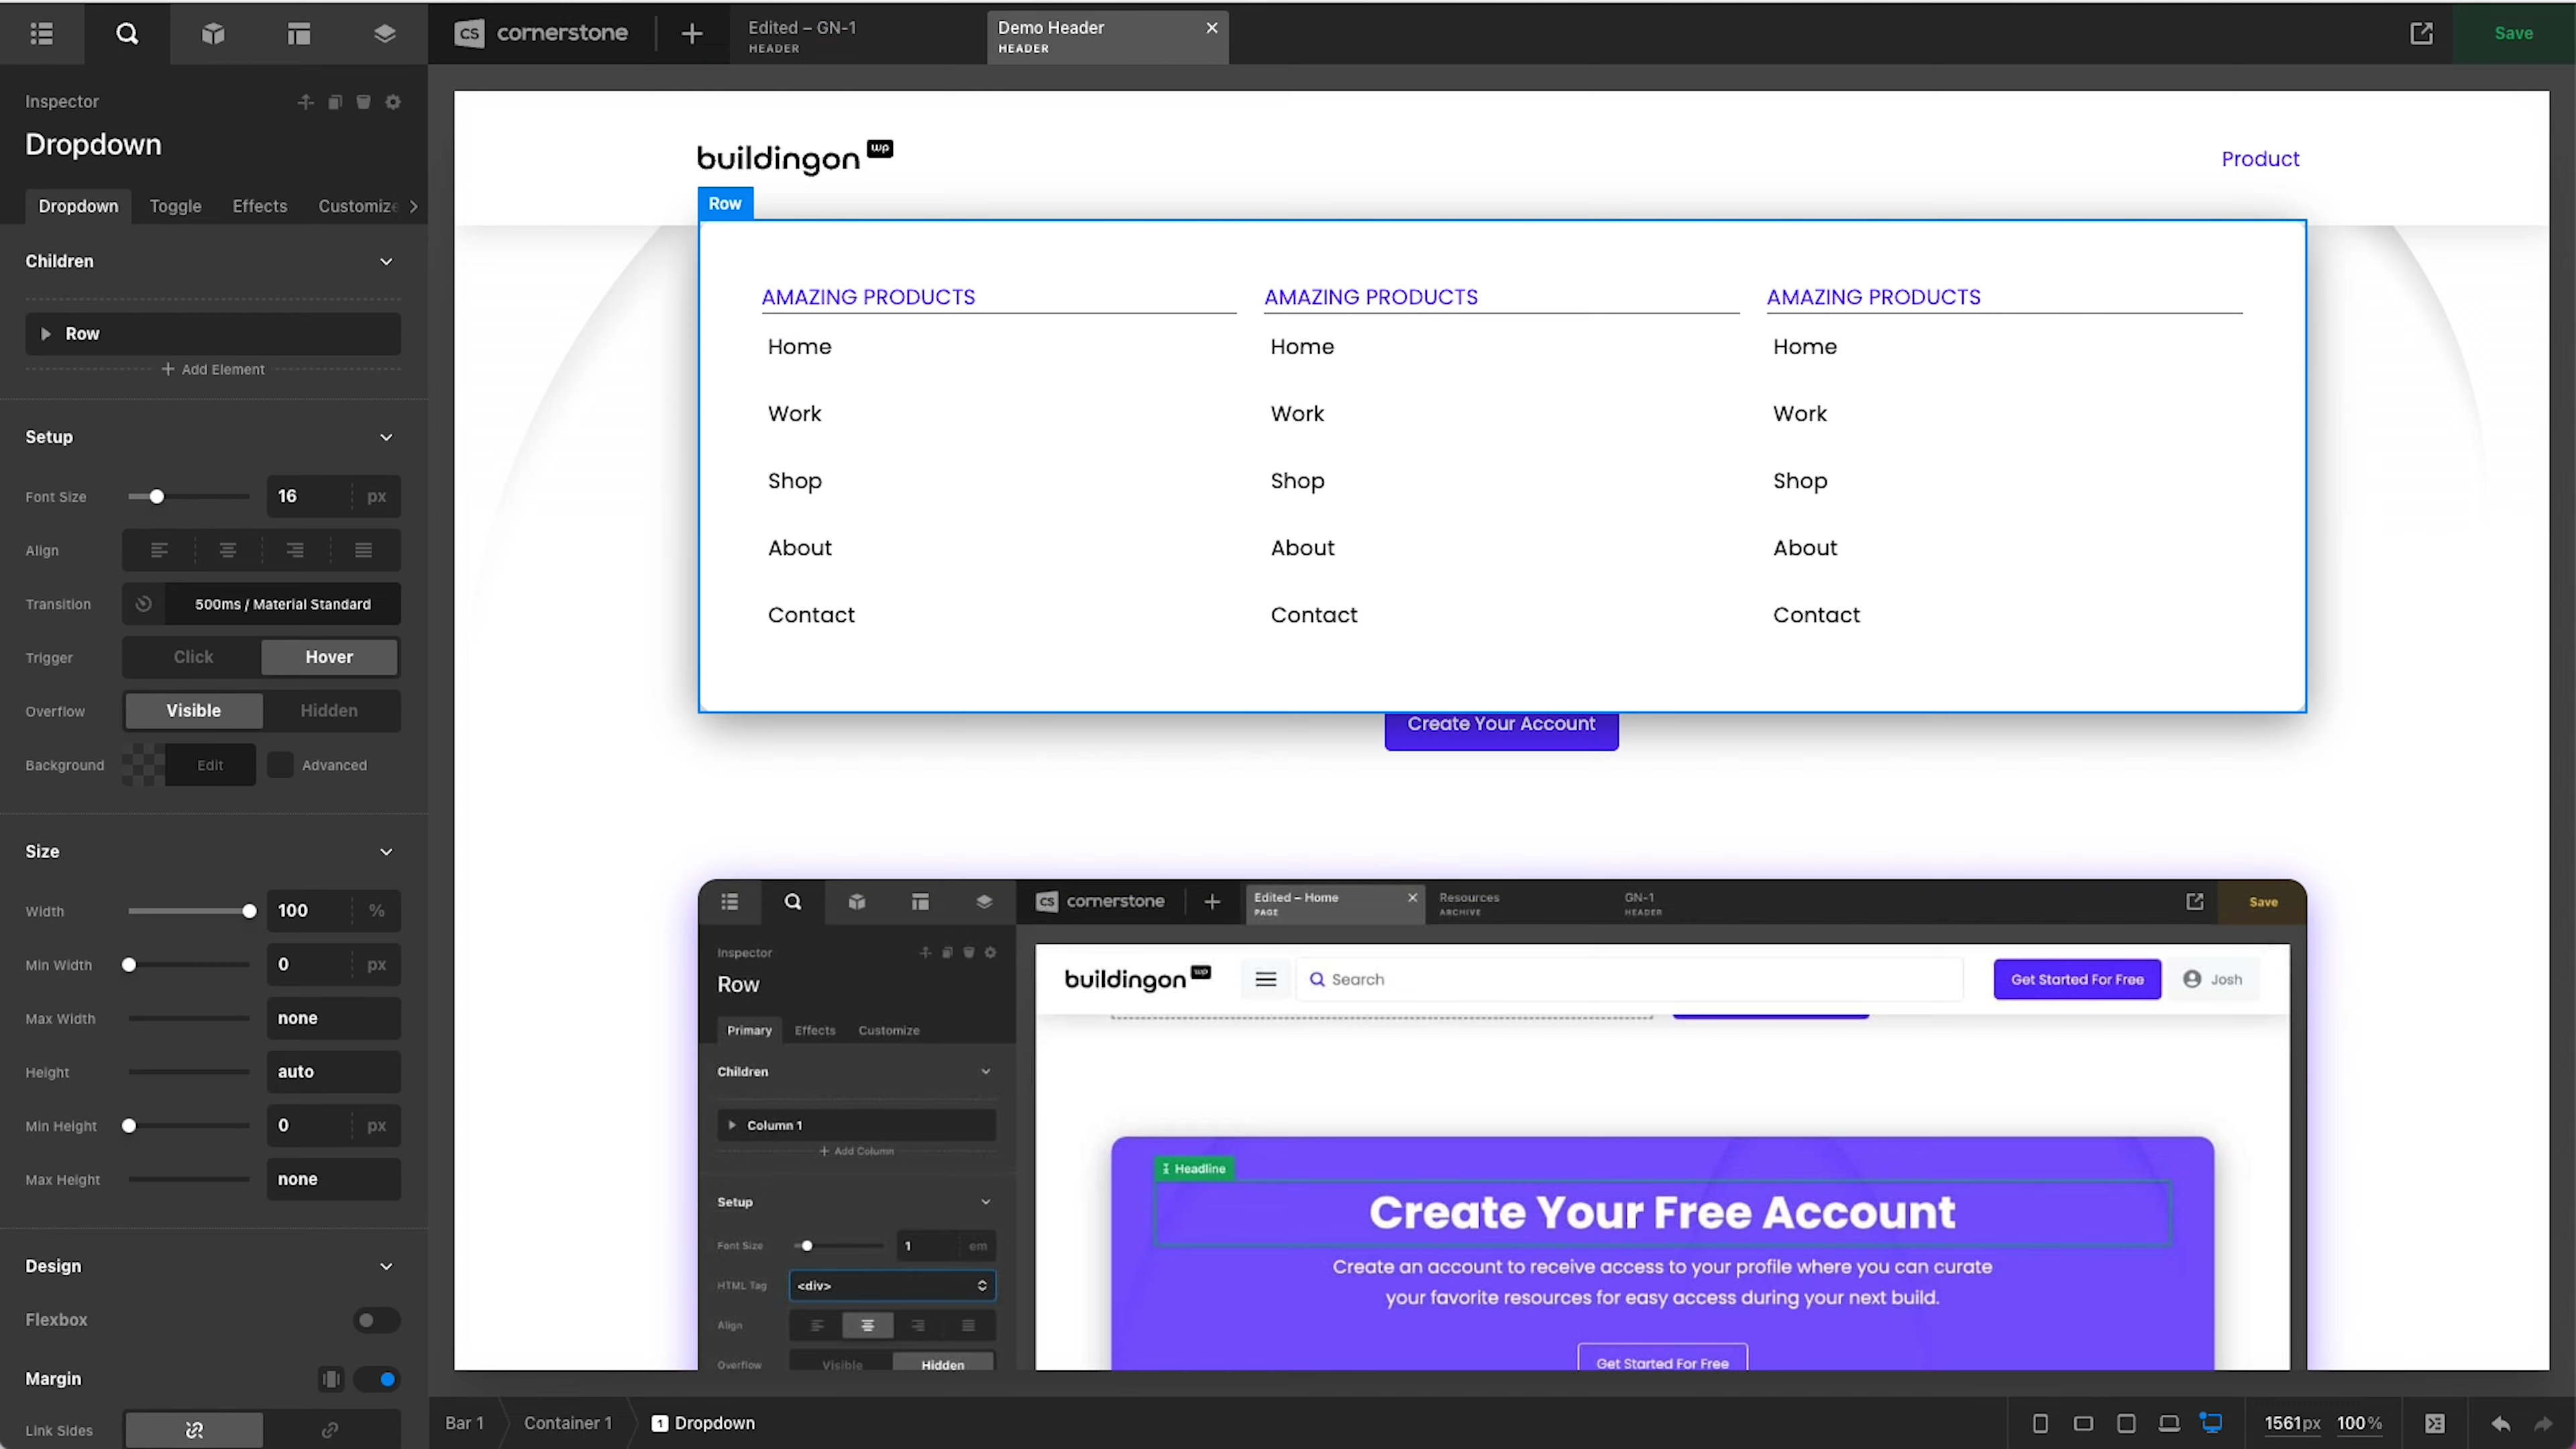 CS cornerstone
Edited – GN-1
HEADER
Demo Header
HEADER
Save
Inspector
Dropdown
Dropdown Toggle Effects Customize
Children
Row
Add Element
Setup
Font Size 16 px
Align
Transition 500ms / Material Standard
Trigger Click Hover
Overflow Visible Hidden
Background Edit Advanced
Size
Width 100 %
Min Width 0 px
Max Width none
Height auto
Min Height 0 px
Max Height none
Design
Flexbox
Margin
Link Sides
buildingon wp
Product
Row
AMAZING PRODUCTS AMAZING PRODUCTS AMAZING PRODUCTS
Home Home Home
Work Work Work
Shop Shop Shop
About About About
Contact Contact Contact
Create Your Account
CS cornerstone
Edited – Home
PAGE
Resources
ARCHIVE
GN-1
HEADER
Save
Inspector
Row
Primary Effects Customize
Children
Column 1
Add Column
Setup
Font Size 1 em
HTML Tag <div>
Align
Overflow Visible Hidden
buildingon wp
Search
Get Started For Free
Josh
Headline
Create Your Free Account
Create an account to receive access to your profile where you can curate
your favorite resources for easy access during your next build.
Get Started For Free
Bar 1 Container 1 1 Dropdown
1561px 100%